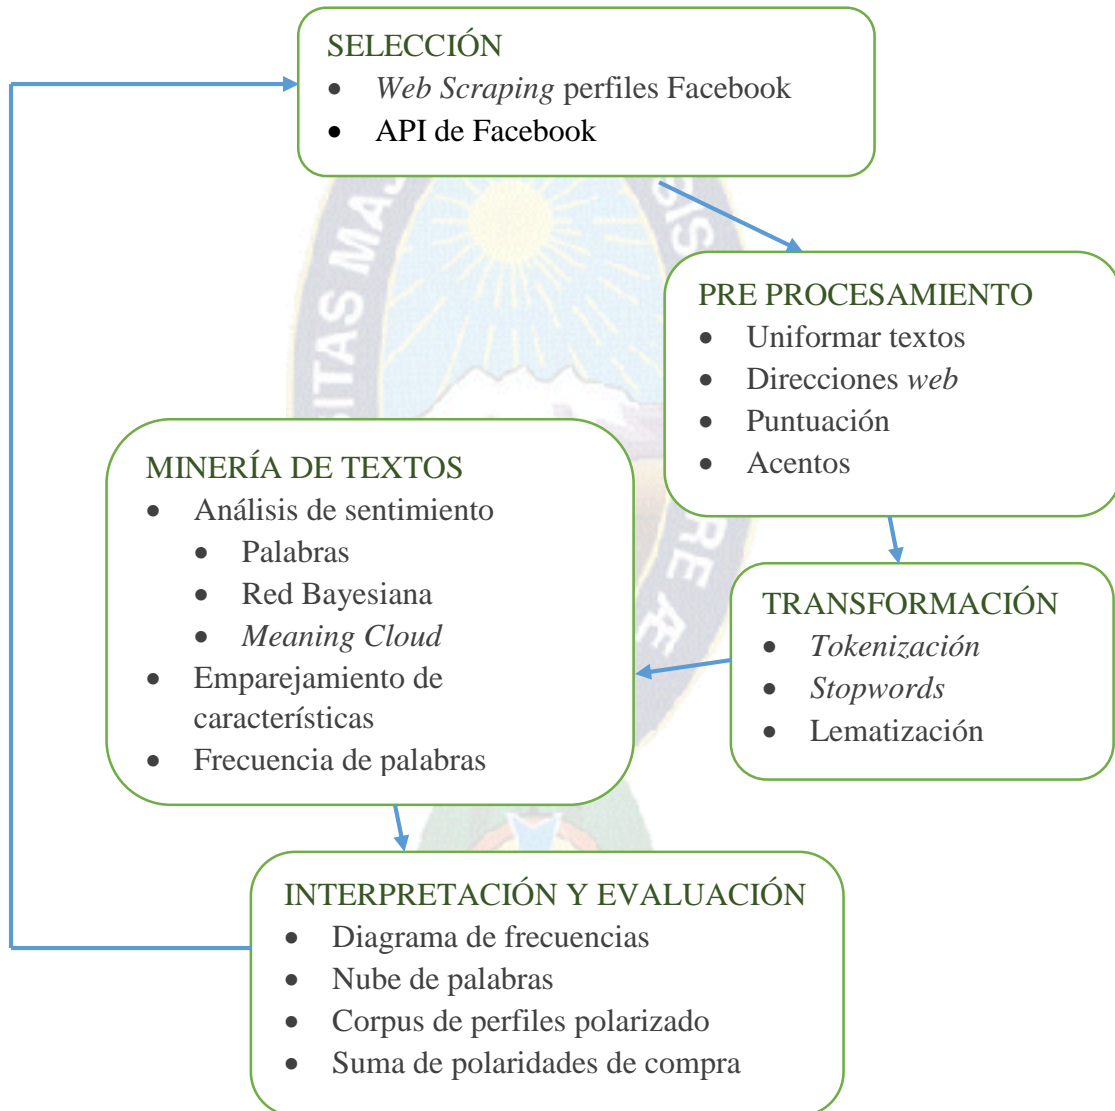 SELECCIÓN
• Web Scraping perfiles Facebook
• API de Facebook
PRE PROCESAMIENTO
• Uniformar textos
• Direcciones web
• Puntuación
• Acentos
MINERÍA DE TEXTOS
• Análisis de sentimiento
• Palabras
• Red Bayesiana
• Meaning Cloud
• Emparejamiento de
características
• Frecuencia de palabras
TRANSFORMACIÓN
• Tokenización
• Stopwords
• Lematización
INTERPRETACIÓN Y EVALUACIÓN
• Diagrama de frecuencias
• Nube de palabras
• Corpus de perfiles polarizado
• Suma de polaridades de compra